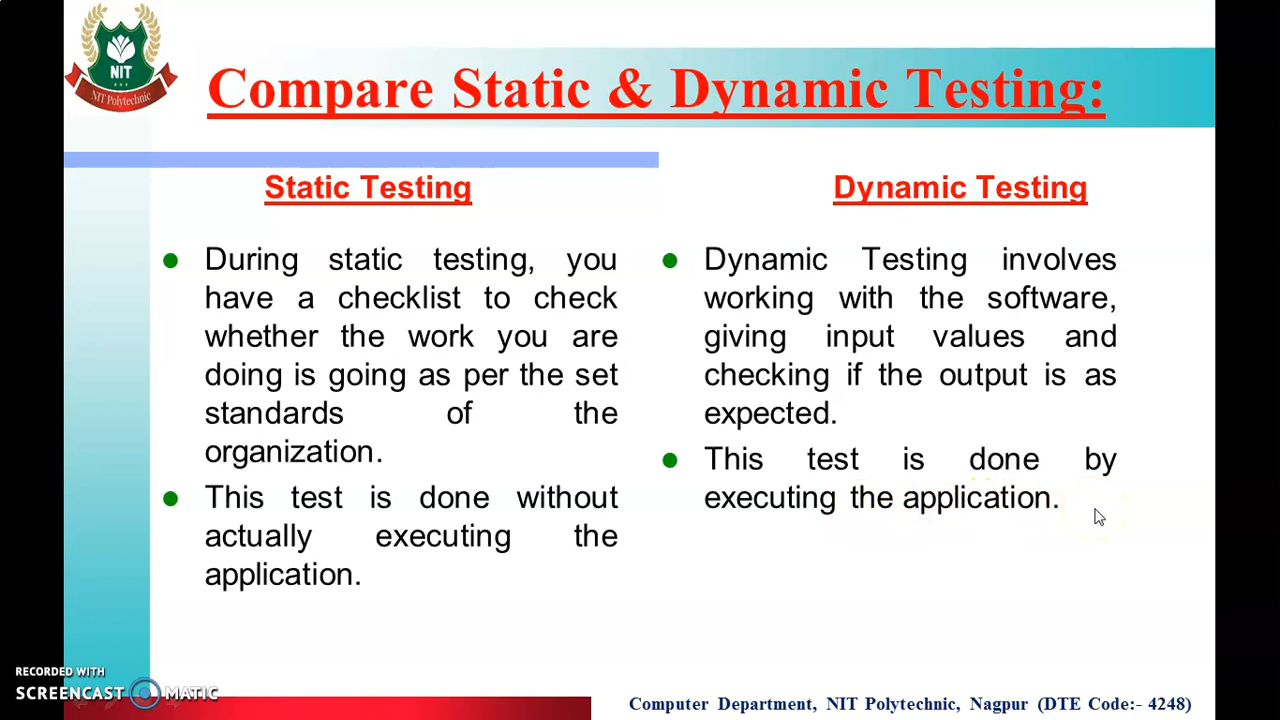 NIT
NIT Polytechnic
Compare Static & Dynamic Testing:
Static Testing
During static testing, you
have a checklist to check
whether the work you are
doing is going as per the set
standards of the
organization.
This test is done without
actually executing the
application.
Dynamic Testing
Dynamic Testing involves
working with the software,
giving input values and
checking if the output is as
expected.
This test is done by
executing the application.
RECORDED WITH
SCREENCAST MATIC
Computer Department, NIT Polytechnic, Nagpur (DTE Code:- 4248)